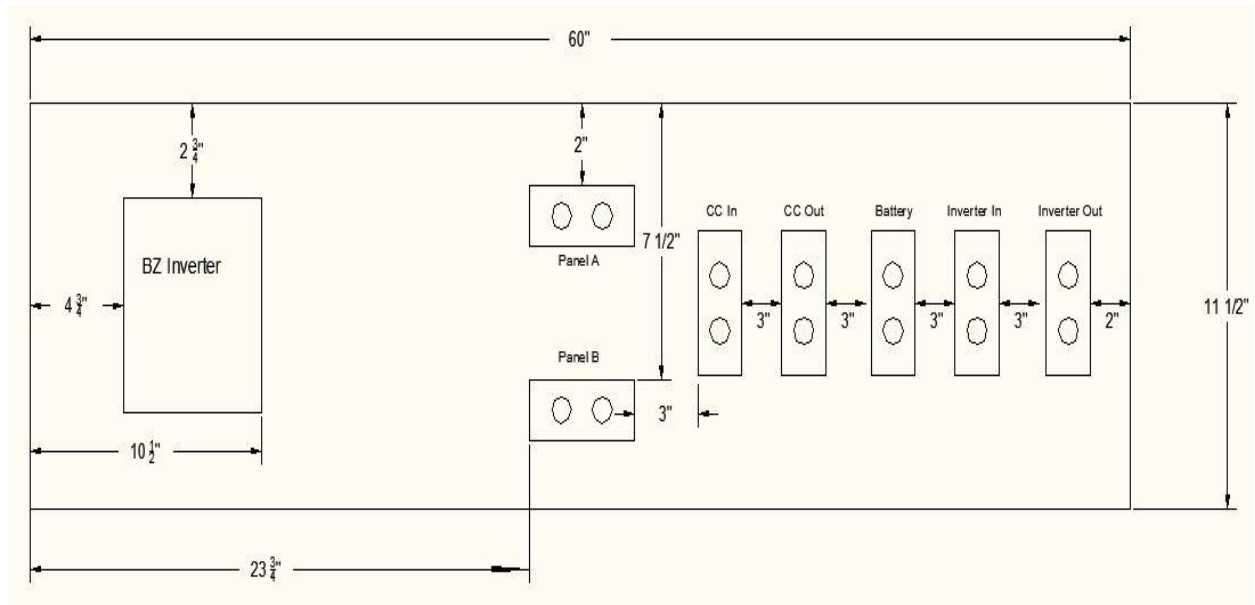 60"
2 3/4"
2"
7 1/2"
CC In
CC Out
Battery
Inverter In
Inverter Out
BZ Inverter
Panel A
4 3/4"
3"
3"
3"
3"
2"
11 1/2"
Panel B
3"
10 1/2"
23 3/4"